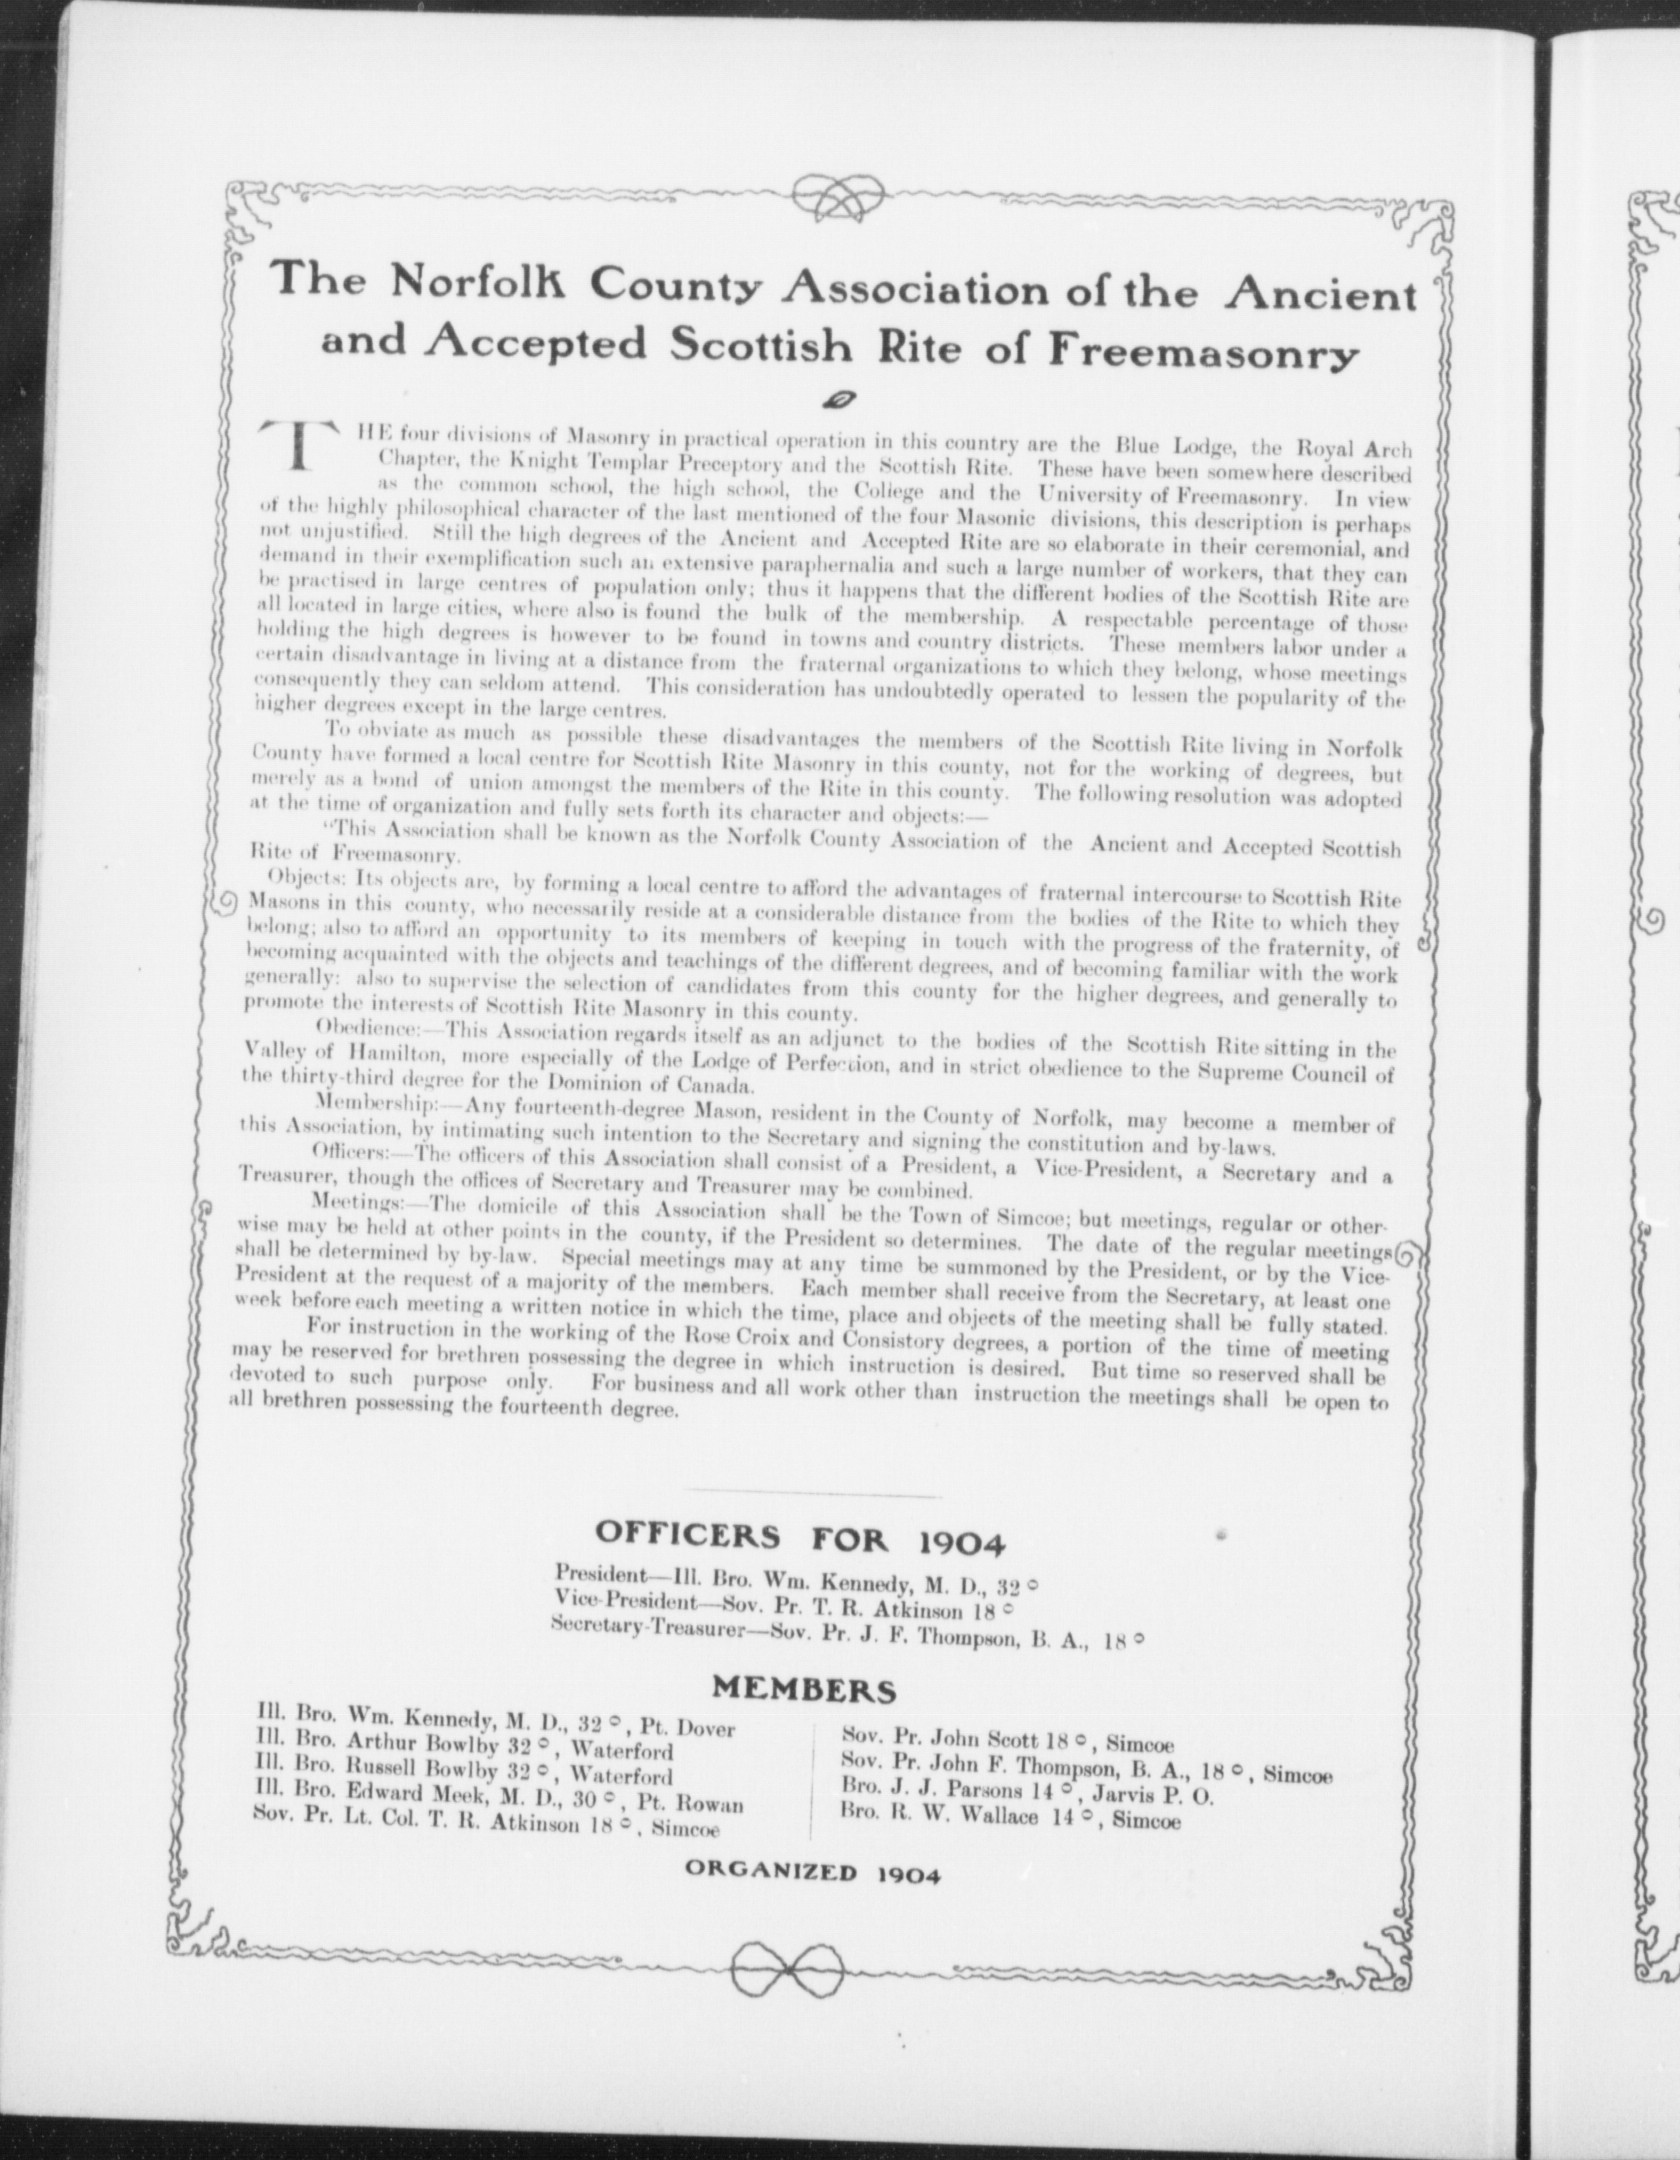 The Norfolk County Association of the Ancient
and Accepted Scottish Rite of Freemasonry
THE four divisions of Masonry in practical operation in this country are the Blue Lodge, the Royal Arch
Chapter, the Knight Templar Preceptory and the Scottish Rite. These have been somewhere described
as the common school, the high school, the College and the University of Freemasonry. In view
of the highly philosophical character of the last mentioned of the four Masonic divisions, this description is perhaps
not unjustified. Still the high degrees of the Ancient and Accepted Rite are so elaborate in their ceremonial, and
demand in their exemplification such an extensive paraphernalia and such a large number of workers, that they can
be practised in large centres of population only; thus it happens that the different bodies of the Scottish Rite are
all located in large cities, where also is found the bulk of the membership. A respectable percentage of those
holding the high degrees is however to be found in towns and country districts. These members labor under a
certain disadvantage in living at a distance from the fraternal organizations to which they belong, whose meetings
consequently they can seldom attend. This consideration has undoubtedly operated to lessen the popularity of the
higher degrees except in the large centres.
To obviate as much as possible these disadvantages the members of the Scottish Rite living in Norfolk
County have formed a local centre for Scottish Rite Masonry in this county, not for the working of degrees, but
merely as a bond of union amongst the members of the Rite in this county. The following resolution was adopted
at the time of organization and fully sets forth its character and objects:—
"This Association shall be known as the Norfolk County Association of the Ancient and Accepted Scottish
Rite of Freemasonry.
Objects: Its objects are, by forming a local centre to afford the advantages of fraternal intercourse to Scottish Rite
Masons in this county, who necessarily reside at a considerable distance from the bodies of the Rite to which they
belong; also to afford an opportunity to its members of keeping in touch with the progress of the fraternity, of
becoming acquainted with the objects and teachings of the different degrees, and of becoming familiar with the work
generally: also to supervise the selection of candidates from this county for the higher degrees, and generally to
promote the interests of Scottish Rite Masonry in this county.
Obedience:—This Association regards itself as an adjunct to the bodies of the Scottish Rite sitting in the
Valley of Hamilton, more especially of the Lodge of Perfection, and in strict obedience to the Supreme Council of
the thirty-third degree for the Dominion of Canada.
Membership:—Any fourteenth-degree Mason, resident in the County of Norfolk, may become a member of
this Association, by intimating such intention to the Secretary and signing the constitution and by-laws.
Officers:—The officers of this Association shall consist of a President, a Vice-President, a Secretary and a
Treasurer, though the offices of Secretary and Treasurer may be combined.
Meetings:—The domicile of this Association shall be the Town of Simcoe; but meetings, regular or other-
wise may be held at other points in the county, if the President so determines. The date of the regular meetings
shall be determined by by-law. Special meetings may at any time be summoned by the President, or by the Vice-
President at the request of a majority of the members. Each member shall receive from the Secretary, at least one
week before each meeting a written notice in which the time, place and objects of the meeting shall be fully stated.
For instruction in the working of the Rose Croix and Consistory degrees, a portion of the time of meeting
may be reserved for brethren possessing the degree in which instruction is desired. But time so reserved shall be
devoted to such purpose only. For business and all work other than instruction the meetings shall be open to
all brethren possessing the fourteenth degree.
OFFICERS FOR 1904
President—Ill. Bro. Wm. Kennedy, M. D., 32°
Vice-President—Sov. Pr. T. R. Atkinson 18°
Secretary-Treasurer—Sov. Pr. J. F. Thompson, B. A., 18°
MEMBERS
Ill. Bro. Wm. Kennedy, M. D., 32°, Pt. Dover
Ill. Bro. Arthur Bowlby 32°, Waterford
Ill. Bro. Russell Bowlby 32°, Waterford
Ill. Bro. Edward Meek, M. D., 30°, Pt. Rowan
Sov. Pr. Lt. Col. T. R. Atkinson 18°, Simcoe
Sov. Pr. John Scott 18°, Simcoe
Sov. Pr. John F. Thompson, B. A., 18°, Simcoe
Bro. J. J. Parsons 14°, Jarvis P. O.
Bro. R. W. Wallace 14°, Simcoe
ORGANIZED 1904